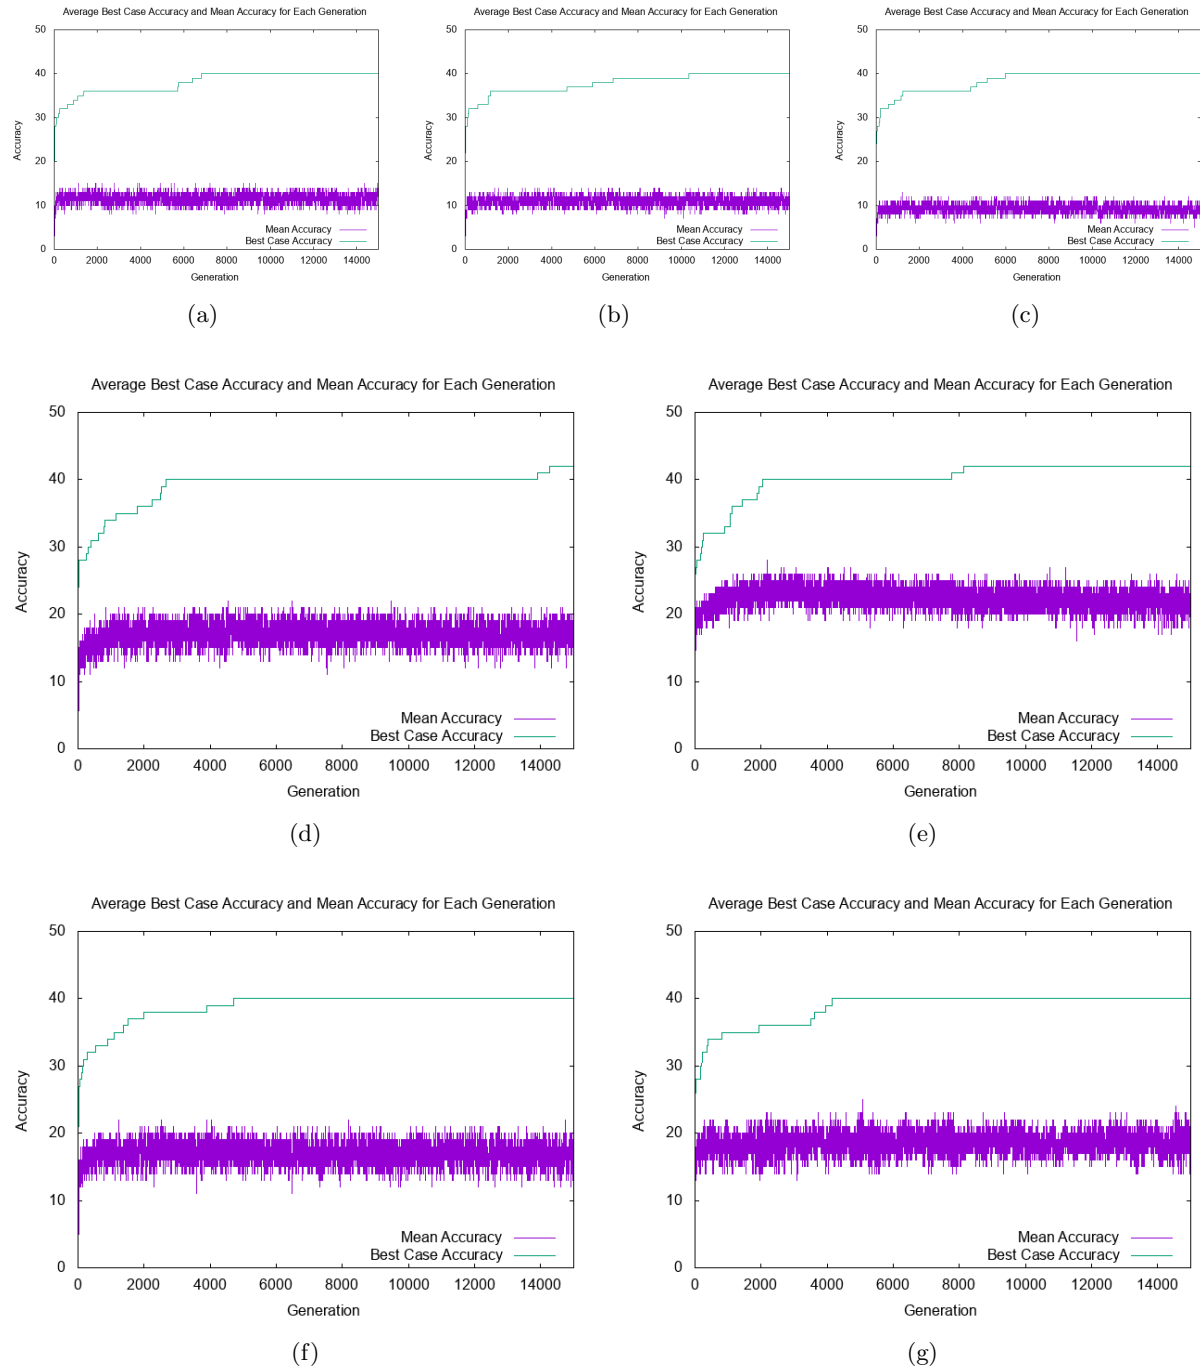 Average Best Case Accuracy and Mean Accuracy for Each Generation
50
40
30
20
10
0
Accuracy
Mean Accuracy
Best Case Accuracy
0 2000 4000 6000 8000 10000 12000 14000
Generation
(a)
Average Best Case Accuracy and Mean Accuracy for Each Generation
50
40
30
20
10
0
Accuracy
Mean Accuracy
Best Case Accuracy
0 2000 4000 6000 8000 10000 12000 14000
Generation
(b)
Average Best Case Accuracy and Mean Accuracy for Each Generation
50
40
30
20
10
0
Accuracy
Mean Accuracy
Best Case Accuracy
0 2000 4000 6000 8000 10000 12000 14000
Generation
(c)
Average Best Case Accuracy and Mean Accuracy for Each Generation
50
40
30
20
10
0
Accuracy
Mean Accuracy
Best Case Accuracy
0 2000 4000 6000 8000 10000 12000 14000
Generation
(d)
Average Best Case Accuracy and Mean Accuracy for Each Generation
50
40
30
20
10
0
Accuracy
Mean Accuracy
Best Case Accuracy
0 2000 4000 6000 8000 10000 12000 14000
Generation
(e)
Average Best Case Accuracy and Mean Accuracy for Each Generation
50
40
30
20
10
0
Accuracy
Mean Accuracy
Best Case Accuracy
0 2000 4000 6000 8000 10000 12000 14000
Generation
(f)
Average Best Case Accuracy and Mean Accuracy for Each Generation
50
40
30
20
10
0
Accuracy
Mean Accuracy
Best Case Accuracy
0 2000 4000 6000 8000 10000 12000 14000
Generation
(g)